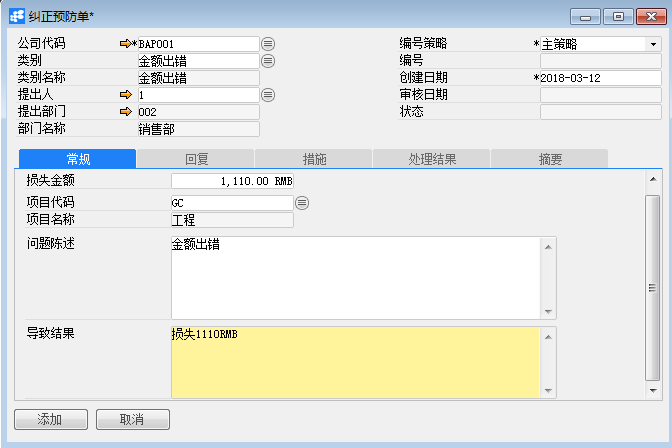 纠正预防单*
公司代码 *BAP001
编号策略 *主策略
类别 金额出错
编号
类别名称 金额出错
创建日期 *2018-03-12
提出人 1
审核日期
提出部门 002
状态
部门名称 销售部
常规 回复 措施 处理结果 摘要
损失金额 1,110.00 RMB
项目代码 GC
项目名称 工程
问题陈述 金额出错
导致结果 损失1110RMB
添加 取消